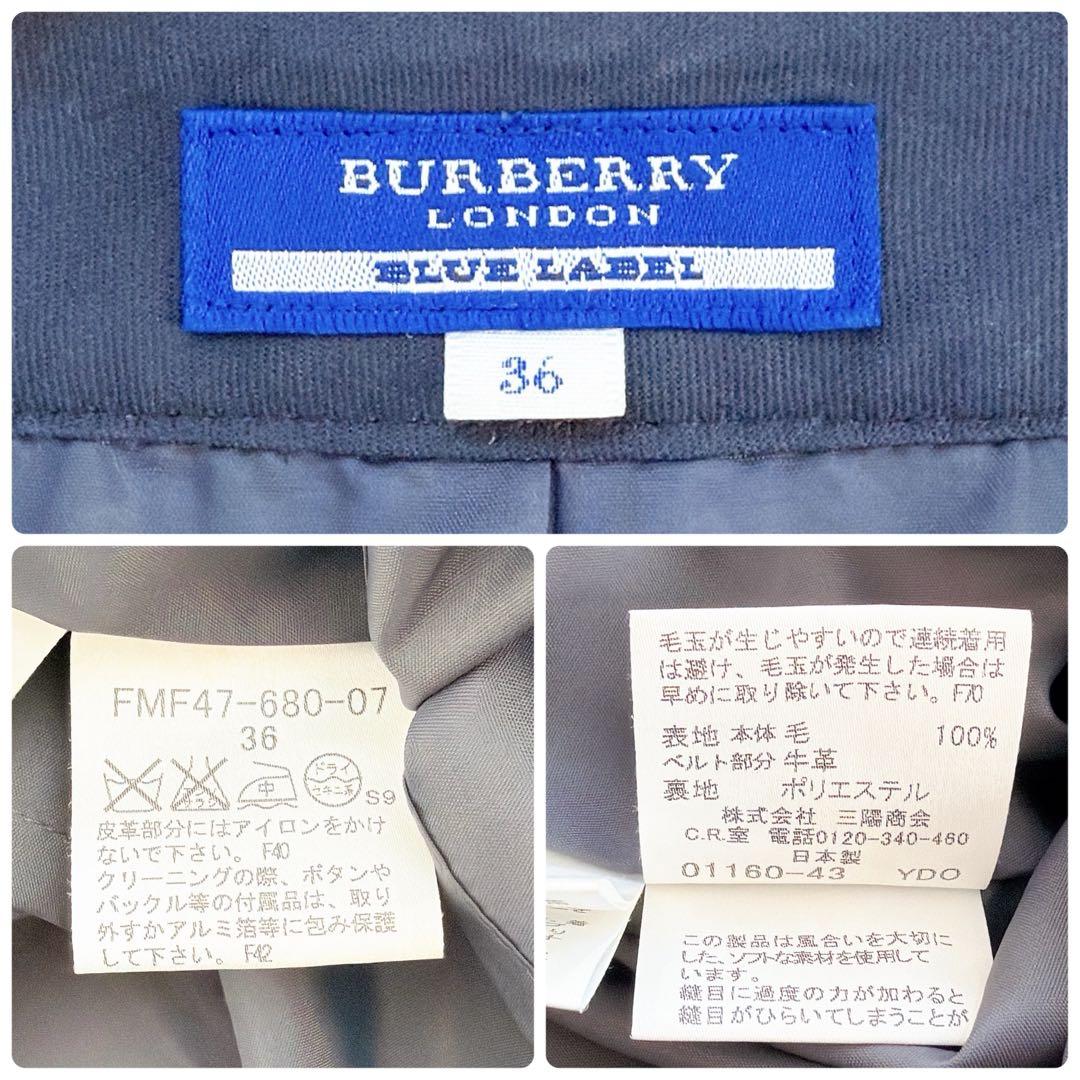 BURBERRY
LONDON
BLUE LABEL
36
FMF47-680-07
36
中
ドライ
セキユ系
S9
皮革部分にはアイロンをかけ
ないで下さい。 F40
クリーニングの際、ボタンや
バックル等の付属品は、取り
外すかアルミ箔等に包み保護
して下さい。 F42
毛玉が生じやすいので連続着用
は避け、毛玉が発生した場合は
早めに取り除いて下さい。F70
表地 本体 毛 100%
ベルト部分 牛革
裏地 ポリエステル
株式会社 三陽商会
C.R.室 電話0120-340-460
日本製
01160-43 YDO
この製品は風合いを大切に
した、ソフトな素材を使用して
います。
縫目に過度の力が加わると
縫目がひらいてしまうことが